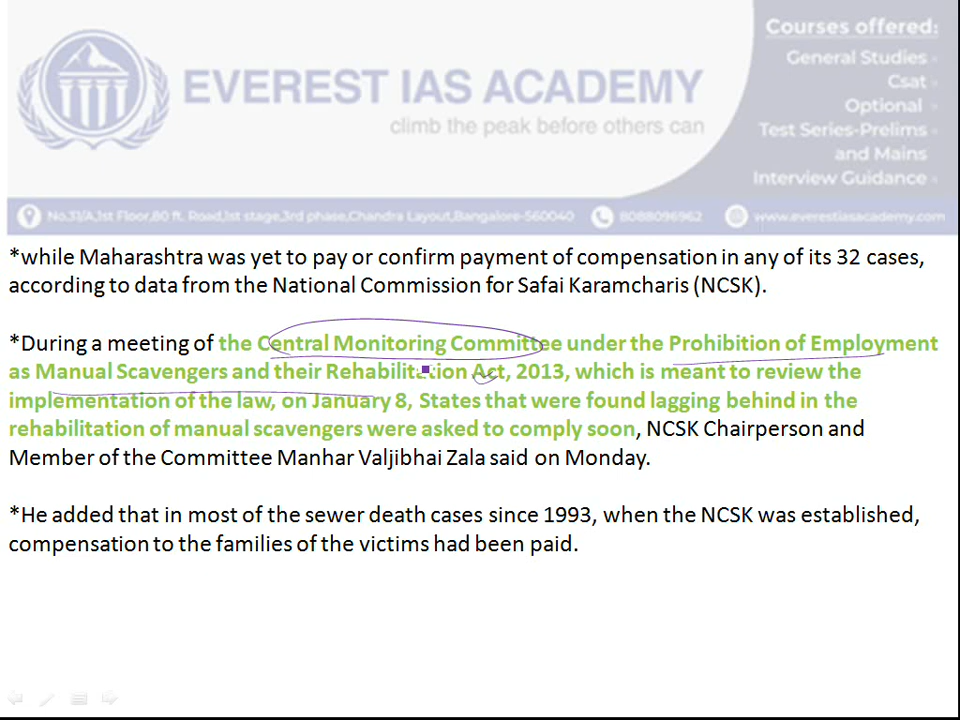 Courses offered:
General Studies
Csat
Optional
Test Series-Prelims
and Mains
Interview Guidance
EVEREST IAS ACADEMY
climb the peak before others can
No.31/A,1st Floor,80 ft. Road,1st stage,3rd phase,Chandra Layout,Bangalore-560040 8088096962 www.everestiasacademy.com
*while Maharashtra was yet to pay or confirm payment of compensation in any of its 32 cases,
according to data from the National Commission for Safai Karamcharis (NCSK).
*During a meeting of the Central Monitoring Committee under the Prohibition of Employment
as Manual Scavengers and their Rehabilitation Act, 2013, which is meant to review the
implementation of the law, on January 8, States that were found lagging behind in the
rehabilitation of manual scavengers were asked to comply soon, NCSK Chairperson and
Member of the Committee Manhar Valjibhai Zala said on Monday.
*He added that in most of the sewer death cases since 1993, when the NCSK was established,
compensation to the families of the victims had been paid.